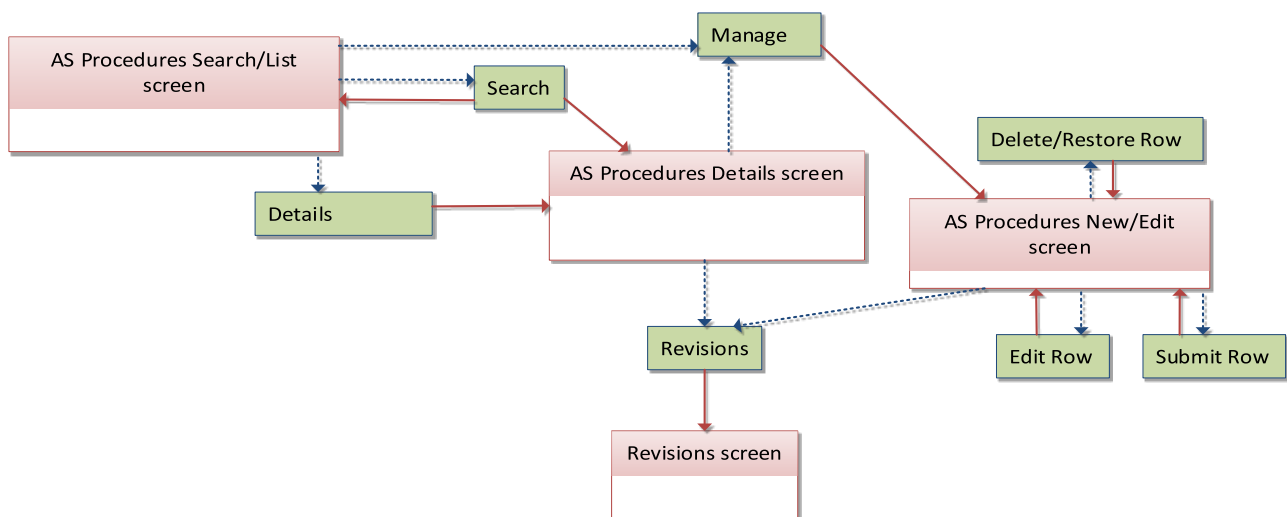 Manage
AS Procedures Search/List
screen
Search
Delete/Restore Row
AS Procedures Details screen
Details
AS Procedures New/Edit
screen
Revisions
Edit Row
Submit Row
Revisions screen